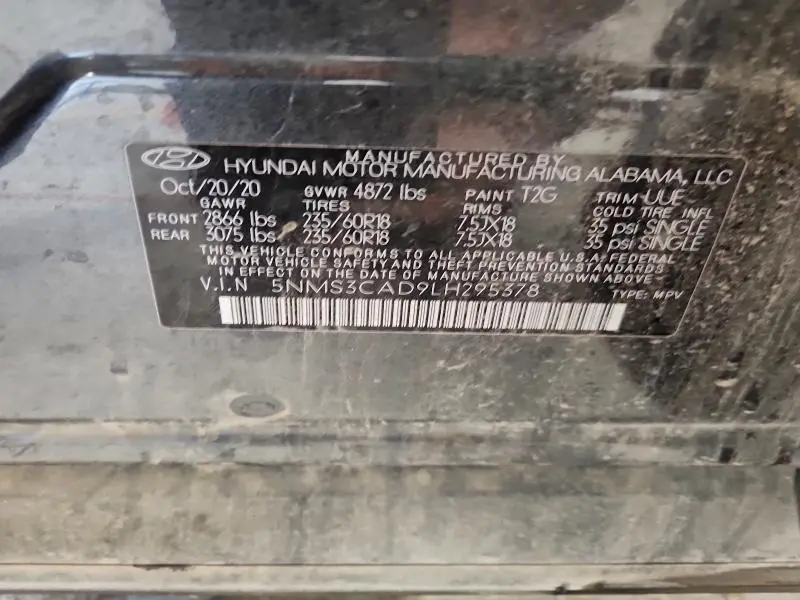 MANUFACTURED BY
HYUNDAI MOTOR MANUFACTURING ALABAMA, LLC
Oct/20/20 GVWR 4872 lbs PAINT T2G TRIM UUE
GAWR TIRES RIMS COLD TIRE INFL
FRONT 2866 lbs 235/60R18 7.5JX18 35 psi SINGLE
REAR 3075 lbs 235/60R18 7.5JX18 35 psi SINGLE
THIS VEHICLE CONFORMS TO ALL APPLICABLE U.S.A. FEDERAL
MOTOR VEHICLE SAFETY AND THEFT PREVENTION STANDARDS
IN EFFECT ON THE DATE OF MANUFACTURE SHOWN ABOVE
V.I.N 5NMS3CAD9LH295378 TYPE: MPV